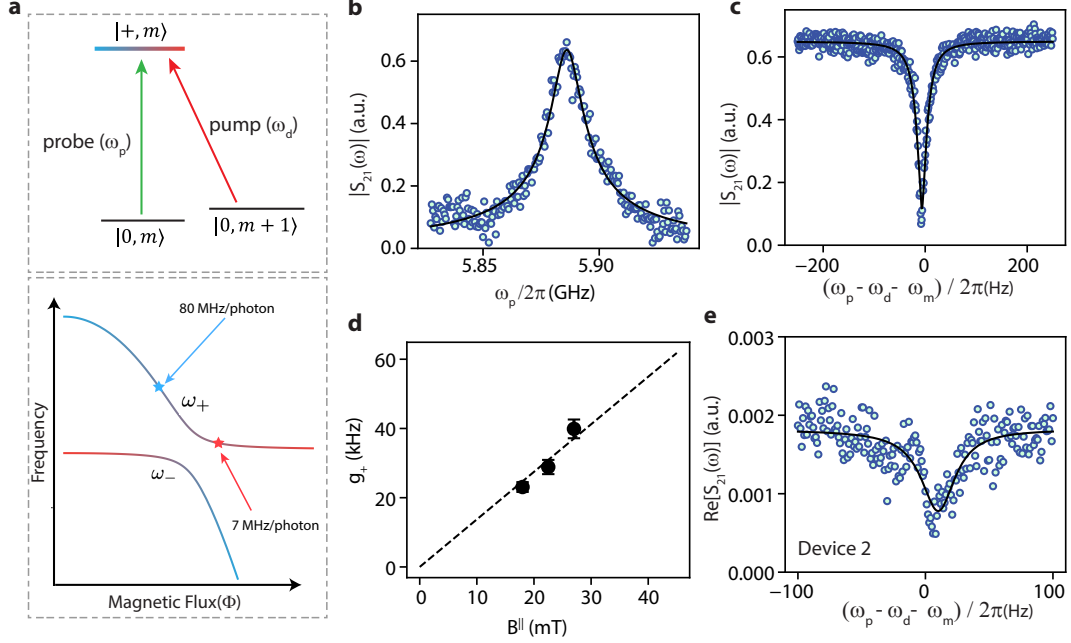 a
|+, m⟩
probe (ωp)
pump (ωd)
|0, m⟩
|0, m + 1⟩
80 MHz/photon
ω+
ω−
7 MHz/photon
Frequency
Magnetic Flux(Φ)
b
|S21(ω)| (a.u.)
0.6
0.4
0.2
0.0
5.85
5.90
ωp/2π (GHz)
c
|S21(ω)| (a.u.)
0.6
0.4
0.2
0.0
−200
0
200
(ωp - ωd - ωm) / 2π(Hz)
d
g+ (kHz)
60
40
20
0
0
10
20
30
40
B|| (mT)
e
Re[S21(ω)] (a.u.)
0.003
0.002
0.001
0.000
Device 2
−100
0
100
(ωp - ωd - ωm) / 2π(Hz)